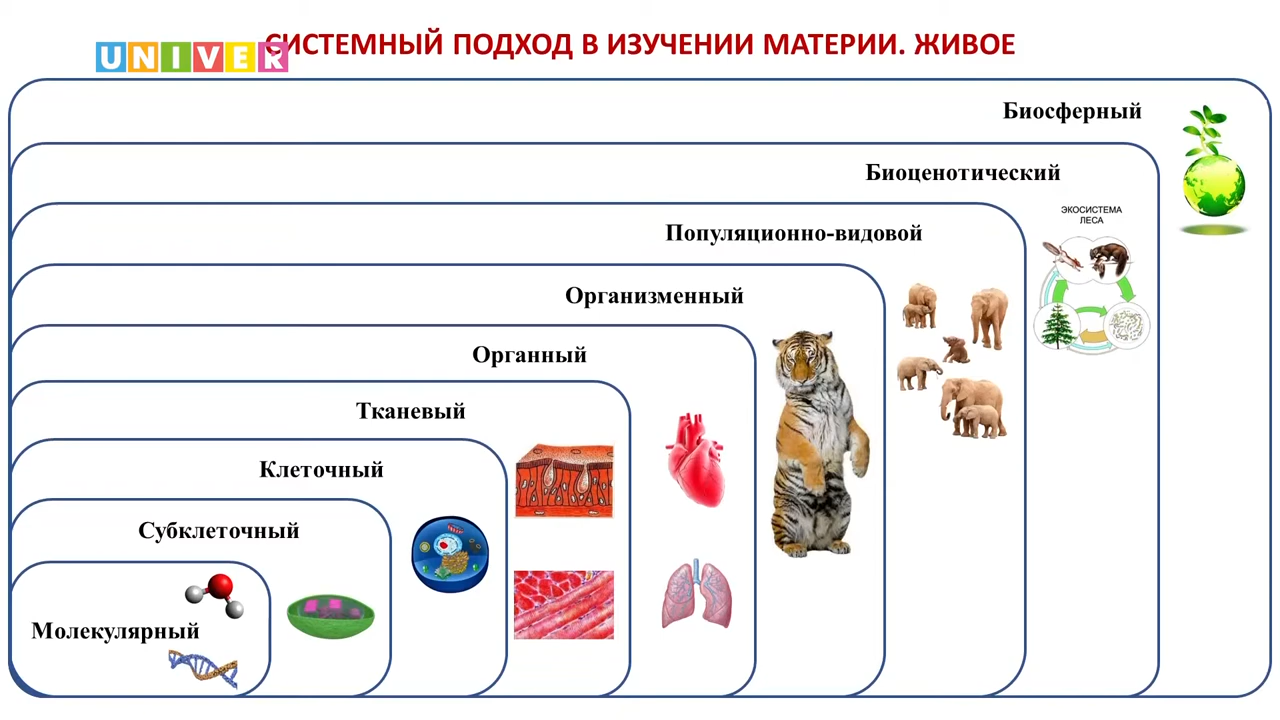 UNIVER
СИСТЕМНЫЙ ПОДХОД В ИЗУЧЕНИИ МАТЕРИИ. ЖИВОЕ
Биосферный
Биоценотический
ЭКОСИСТЕМА
ЛЕСА
Популяционно-видовой
Организменный
Органный
Тканевый
Клеточный
Субклеточный
Молекулярный